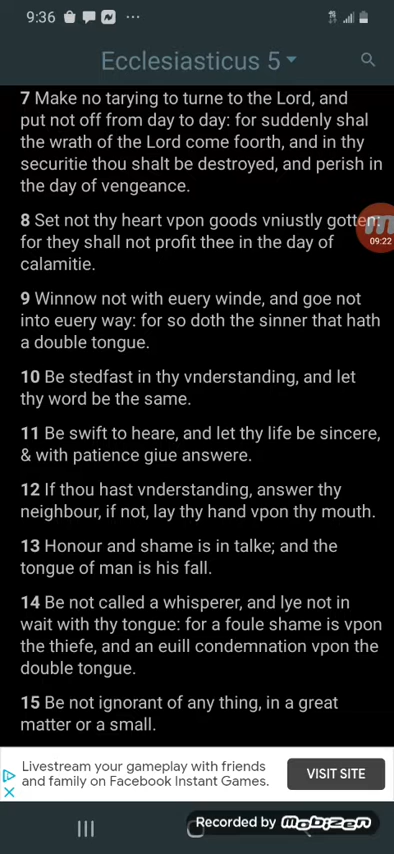 9:36
Ecclesiasticus 5
7 Make no tarying to turne to the Lord, and
put not off from day to day: for suddenly shal
the wrath of the Lord come foorth, and in thy
securitie thou shalt be destroyed, and perish in
the day of vengeance.
8 Set not thy heart vpon goods vniustly gotten:
for they shall not profit thee in the day of
calamitie.
09:22
9 Winnow not with euery winde, and goe not
into euery way: for so doth the sinner that hath
a double tongue.
10 Be stedfast in thy vnderstanding, and let
thy word be the same.
11 Be swift to heare, and let thy life be sincere,
& with patience giue answere.
12 If thou hast vnderstanding, answer thy
neighbour, if not, lay thy hand vpon thy mouth.
13 Honour and shame is in talke; and the
tongue of man is his fall.
14 Be not called a whisperer, and lye not in
wait with thy tongue: for a foule shame is vpon
the thiefe, and an euill condemnation vpon the
double tongue.
15 Be not ignorant of any thing, in a great
matter or a small.
Livestream your gameplay with friends
and family on Facebook Instant Games.
VISIT SITE
Recorded by mobizen